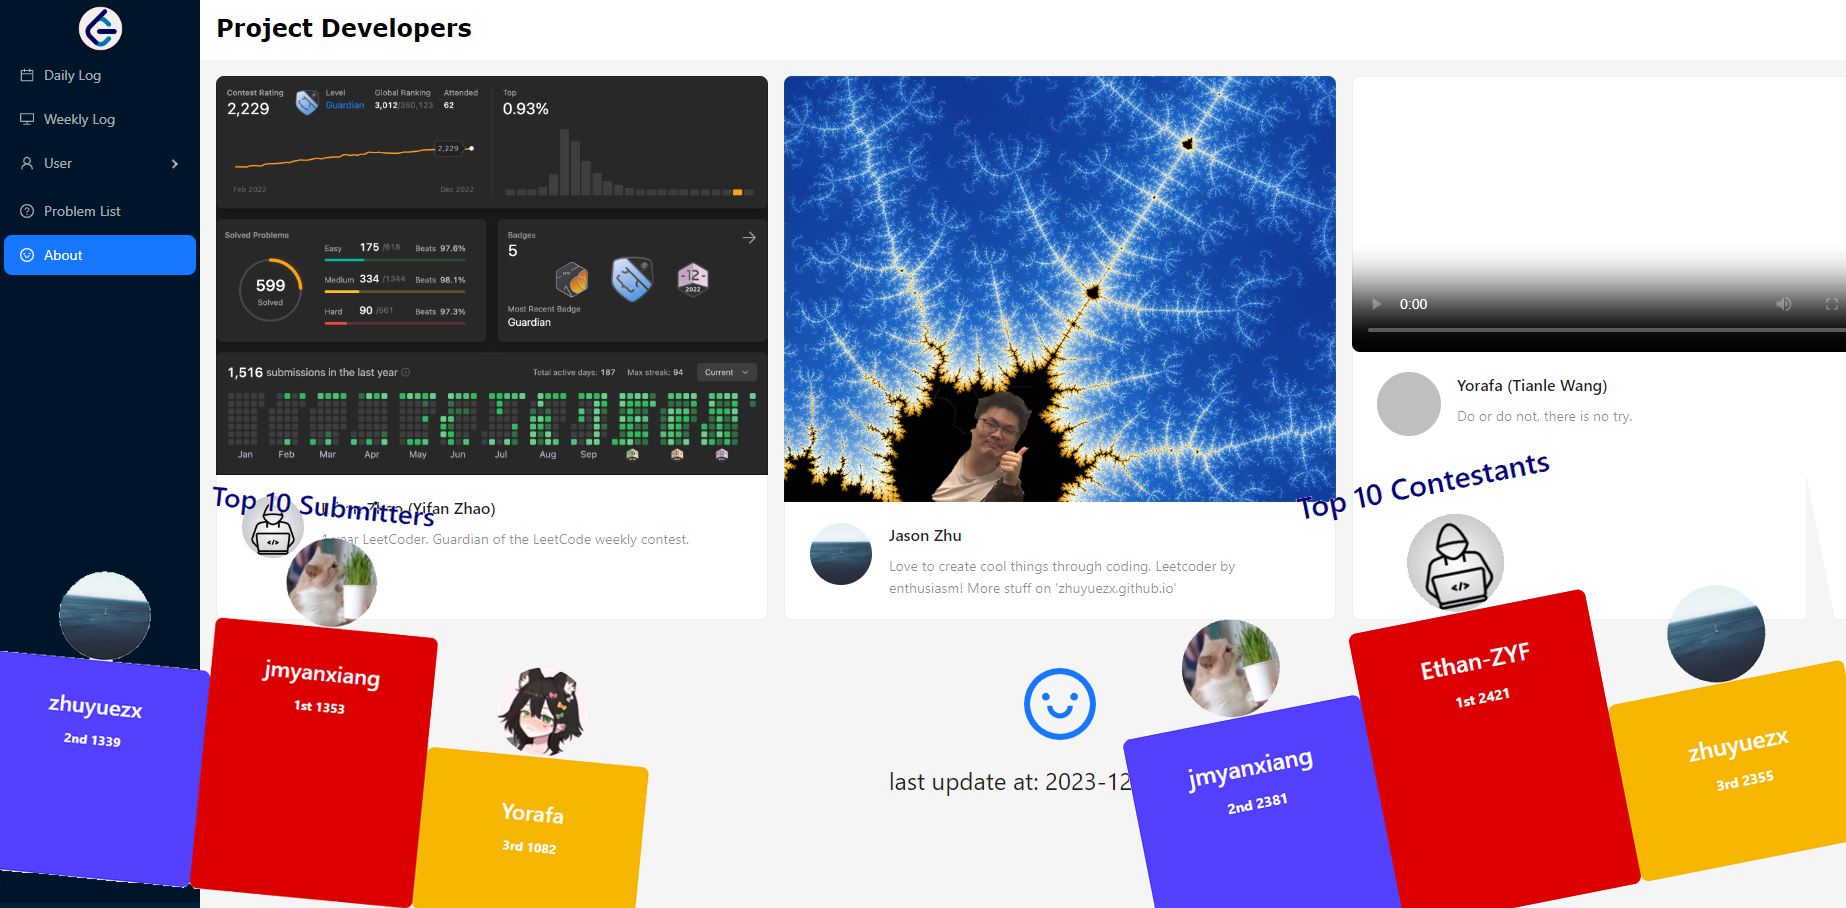 Project Developers
Daily Log
Weekly Log
User
Problem List
About
Contest Rating
2,229
Level
Guardian
Global Ranking
3,012/350,123
Attended
62
2,229
Feb 2022
Dec 2022
Top
0.93%
Solved Problems
599
Solved
Easy 175 /618 Beats 97.6%
Medium 334 /1344 Beats 98.1%
Hard 90 /561 Beats 97.3%
Badges
5
12
2022
Most Recent Badge
Guardian
1,516 submissions in the last year
Total active days: 187 Max streak: 94 Current
Jan Feb Mar Apr May Jun Jul Aug Sep
(Yifan Zhao)
year LeetCoder. Guardian of the LeetCode weekly contest.
Jason Zhu
Love to create cool things through coding. Leetcoder by
enthusiasm! More stuff on 'zhuyuezx.github.io'
0:00
Yorafa (Tianle Wang)
Do or do not, there is no try.
Top 10 Submitters
zhuyuezx
2nd 1339
jmyanxiang
1st 1353
Yorafa
3rd 1082
last update at: 2023-12
Top 10 Contestants
</>
</>
jmyanxiang
2nd 2381
Ethan-ZYF
1st 2421
zhuyuezx
3rd 2355